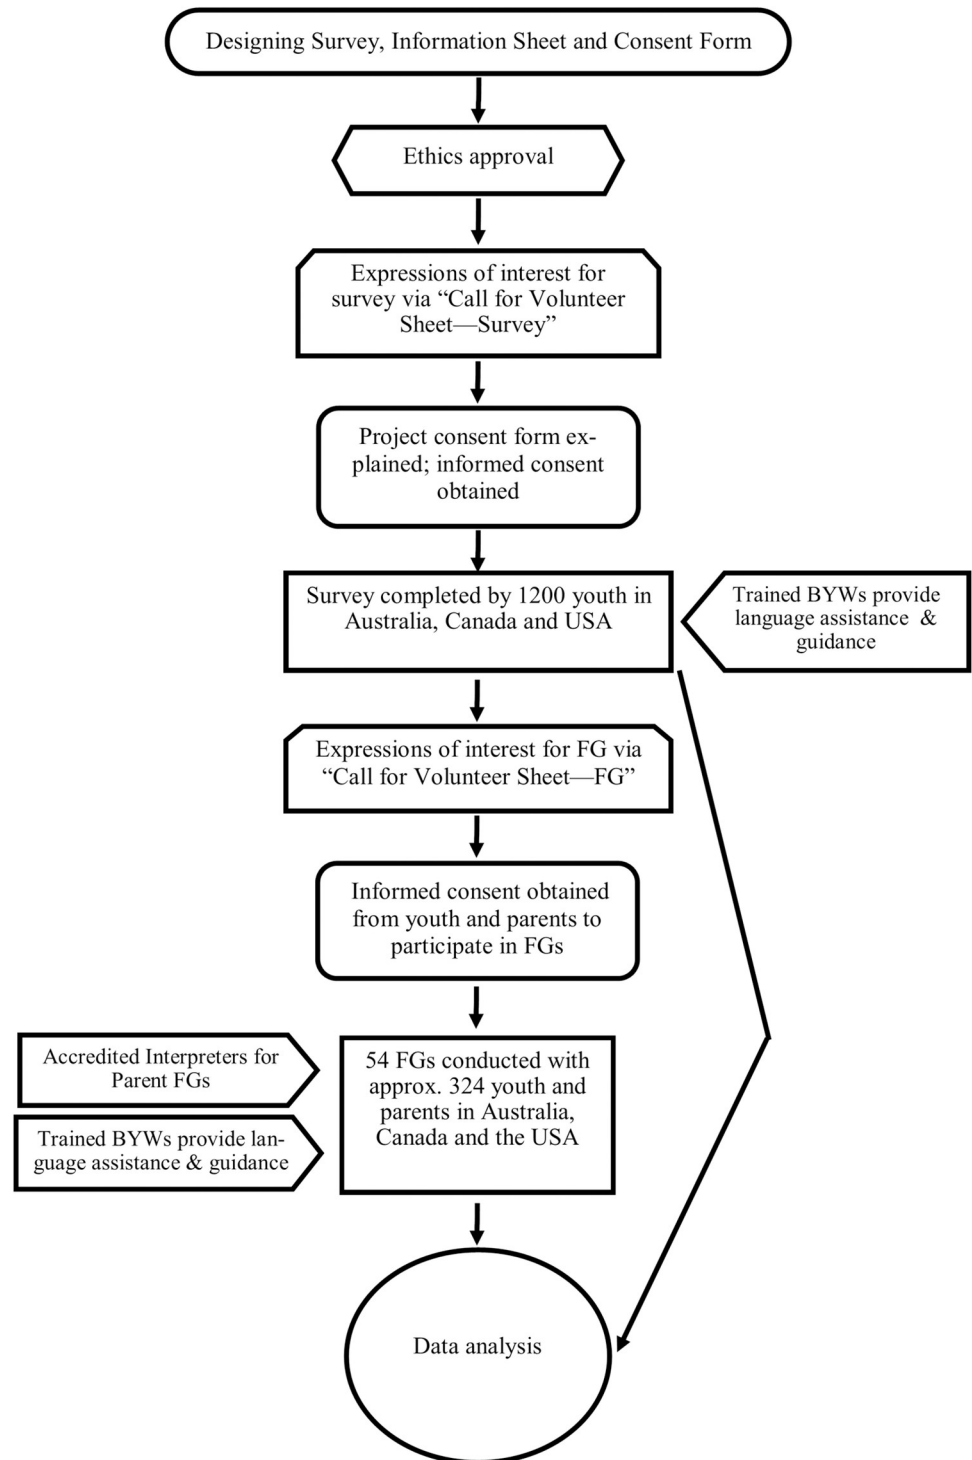 Designing Survey, Information Sheet and Consent Form
Ethics approval
Expressions of interest for
survey via “Call for Volunteer
Sheet—Survey”
Project consent form ex-
plained; informed consent
obtained
Survey completed by 1200 youth in
Australia, Canada and USA
Trained BYWs provide
language assistance &
guidance
Expressions of interest for FG via
“Call for Volunteer Sheet—FG”
Informed consent obtained
from youth and parents to
participate in FGs
Accredited Interpreters for
Parent FGs
Trained BYWs provide lan-
guage assistance & guidance
54 FGs conducted with
approx. 324 youth and
parents in Australia,
Canada and the USA
Data analysis